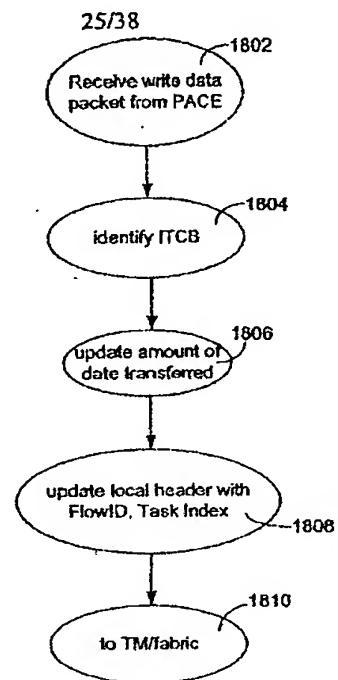 25/38
1802
Receive write data
packet from PACE
1804
identify ITCB
1806
update amount of
date transferred
update local header with
FlowID, Task Index
1808
1810
to TM/fabric